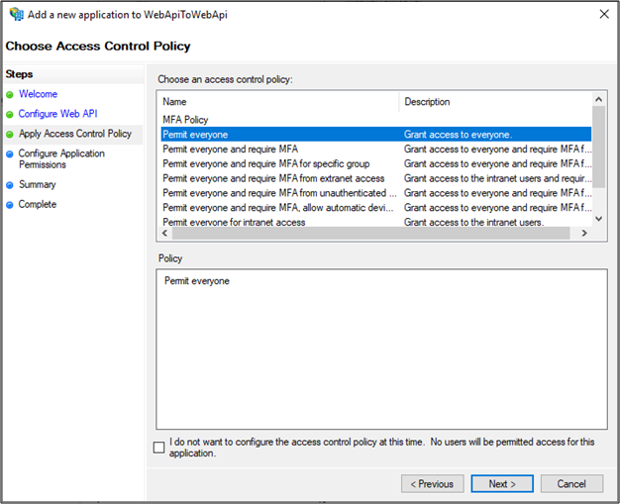 Add a new application to WebApiToWebApi
Choose Access Control Policy
Steps
Welcome
Configure Web API
Apply Access Control Policy
Configure Application
Permissions
Summary
Complete
Choose an access control policy:
Name Description
MFA Policy
Permit everyone Grant access to everyone.
Permit everyone and require MFA Grant access to everyone and require MFA f...
Permit everyone and require MFA for specific group Grant access to everyone and require MFA f...
Permit everyone and require MFA from extranet access Grant access to the intranet users and requir...
Permit everyone and require MFA from unauthenticated ... Grant access to everyone and require MFA f...
Permit everyone and require MFA, allow automatic devi... Grant access to everyone and require MFA f...
Permit everyone for intranet access Grant access to the intranet users.
Policy
Permit everyone
I do not want to configure the access control policy at this time. No users will be permitted access for this
application.
< Previous Next > Cancel